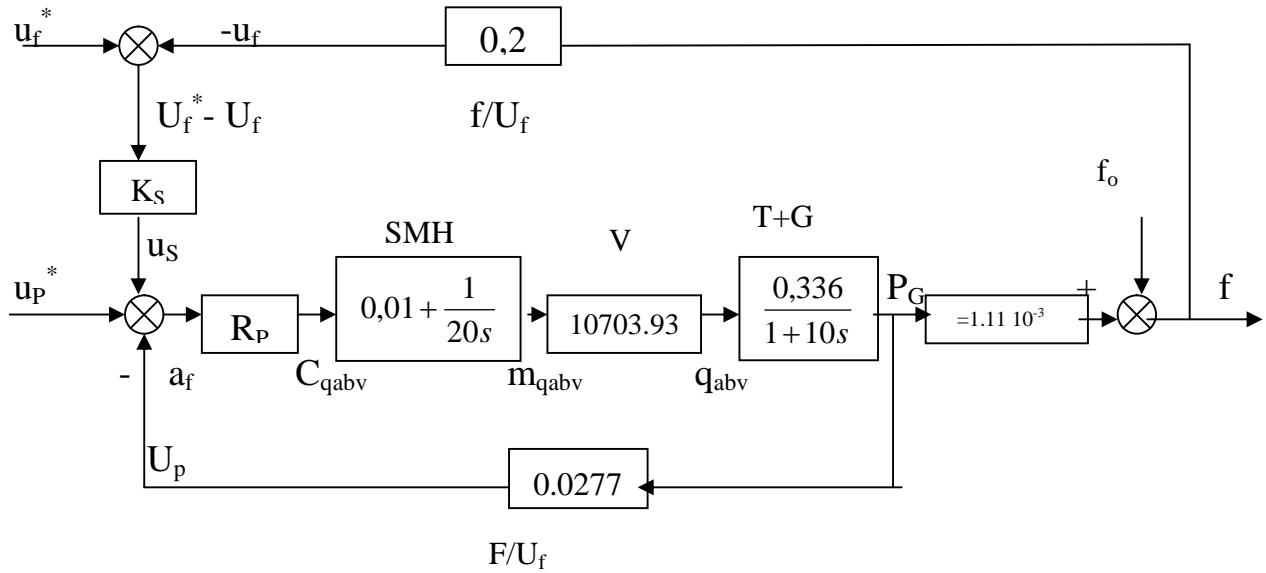 u_f^*
-u_f
0,2
U_f^* - U_f
f/U_f
K_S
f_o
u_S
SMH
V
T+G
u_P^*
R_P
0,01 + 1/20s
10703.93
0,336/1+10s
P_G
=1.11 10^-3
+
f
-
a_f
C_qabv
m_qabv
q_abv
U_p
0.0277
F/U_f